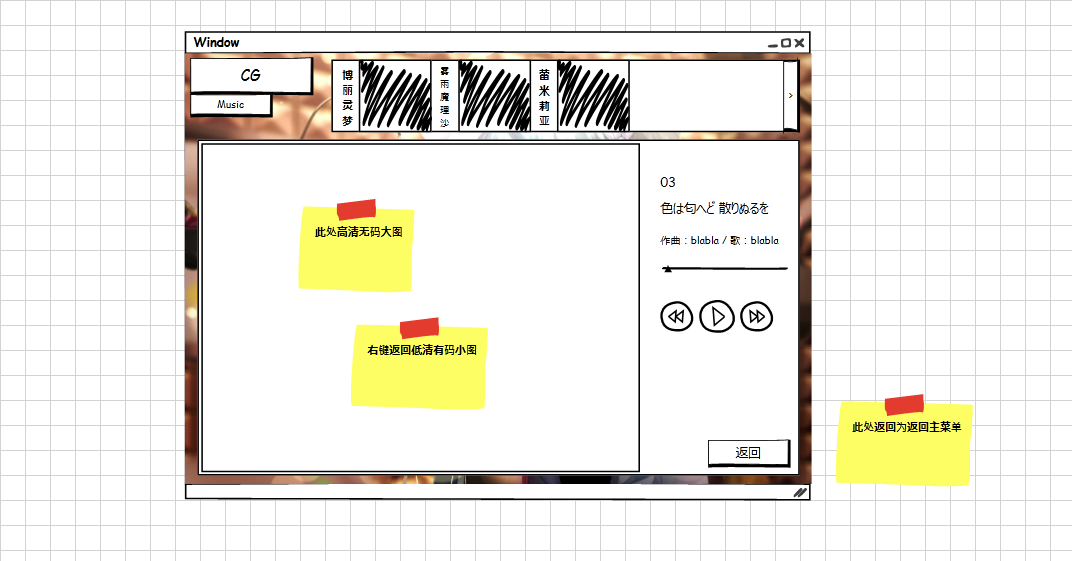 Window
CG
Music
博丽灵梦
雾雨魔理沙
蕾米莉亚
>
03
色は匂へど 散りぬるを
作曲：blabla / 歌：blabla
此处高清无码大图
右键返回低清有码小图
返回
此处返回为返回主菜单